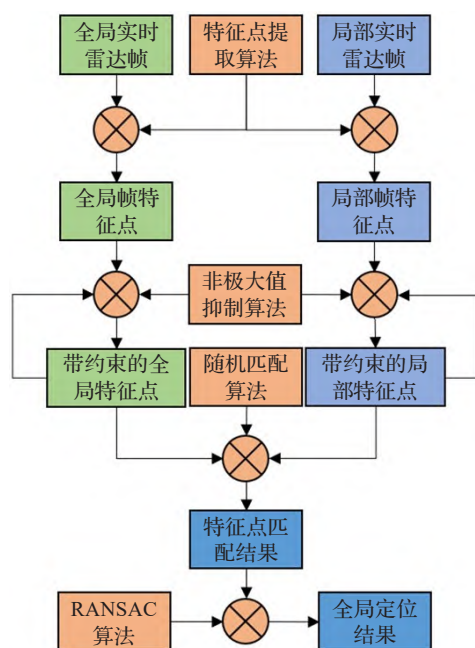 全局实时
雷达帧
特征点提
取算法
局部实时
雷达帧
全局帧特
征点
局部帧特
征点
非极大值
抑制算法
带约束的全
局特征点
随机匹配
算法
带约束的局
部特征点
特征点匹
配结果
RANSAC
算法
全局定位
结果